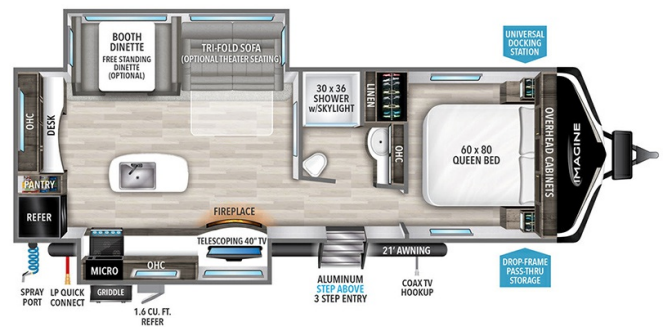 BOOTH
DINETTE
FREE STANDING
DINETTE
(OPTIONAL)
TRI-FOLD SOFA
(OPTIONAL THEATER SEATING)
UNIVERSAL
DOCKING
STATION
OHC
DESK
30 x 36
SHOWER
w/SKYLIGHT
LINEN
OHC
60 x 80
QUEEN BED
OVERHEAD CABINETS
IMAGINE
PANTRY
REFER
FIREPLACE
TELESCOPING 40" TV
MICRO
OHC
GRIDDLE
21' AWNING
SPRAY
PORT
LP QUICK
CONNECT
1.6 CU. FT.
REFER
ALUMINUM
STEP ABOVE
3 STEP ENTRY
COAX TV
HOOKUP
DROP-FRAME
PASS-THRU
STORAGE